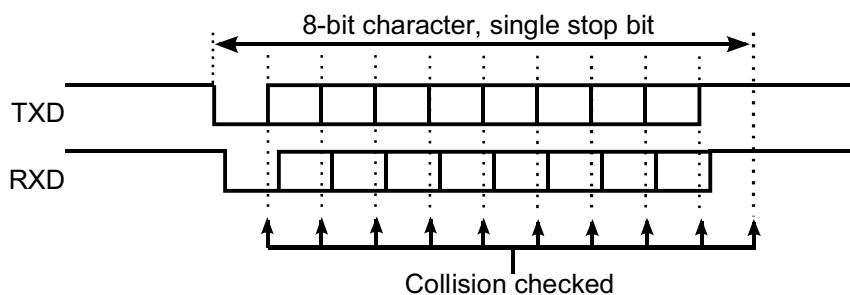 8-bit character, single stop bit
TXD
RXD
Collision checked